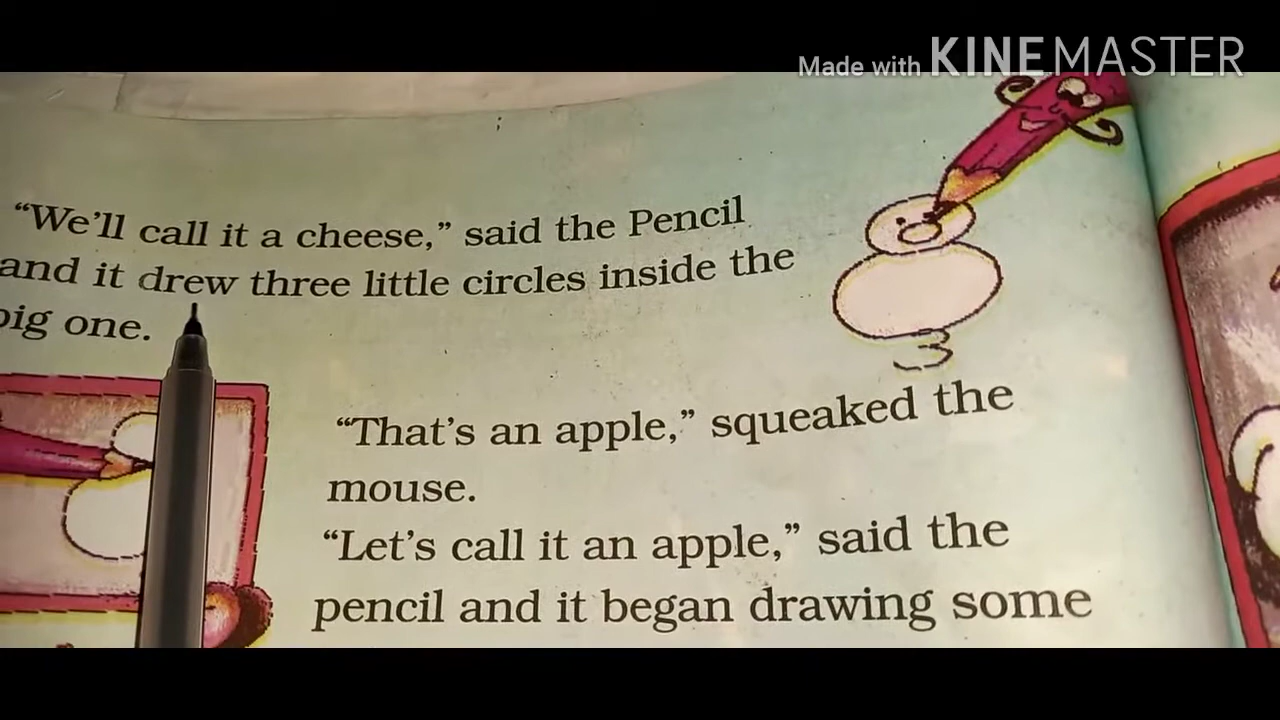 Made with KINEMASTER
“We’ll call it a cheese,” said the Pencil
and it drew three little circles inside the
big one.
“That’s an apple,” squeaked the
mouse.
“Let’s call it an apple,” said the
pencil and it began drawing some